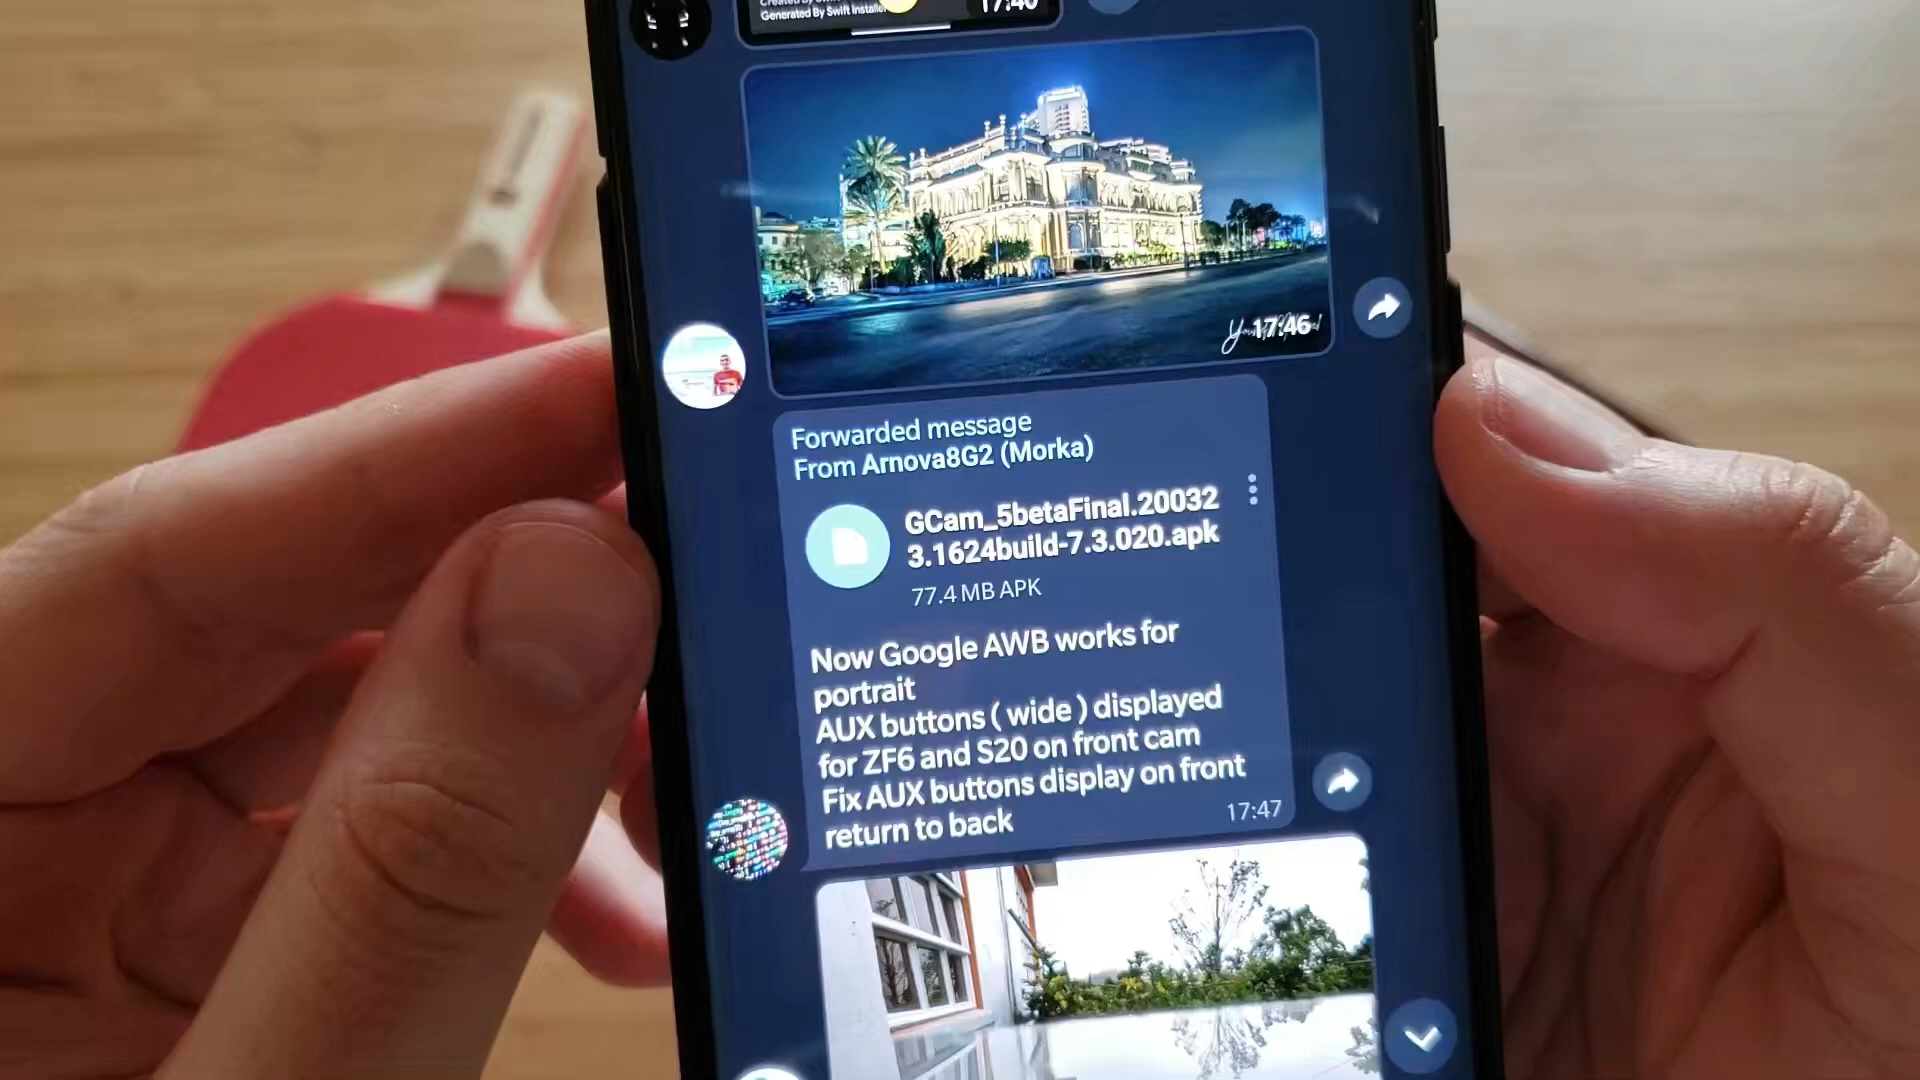 Generated By Swift Installer
17:40
17:46
Forwarded message
From Arnova8G2 (Morka)
GCam_5betaFinal.20032
3.1624build-7.3.020.apk
77.4 MB APK
Now Google AWB works for
portrait
AUX buttons ( wide ) displayed
for ZF6 and S20 on front cam
Fix AUX buttons display on front
return to back
17:47